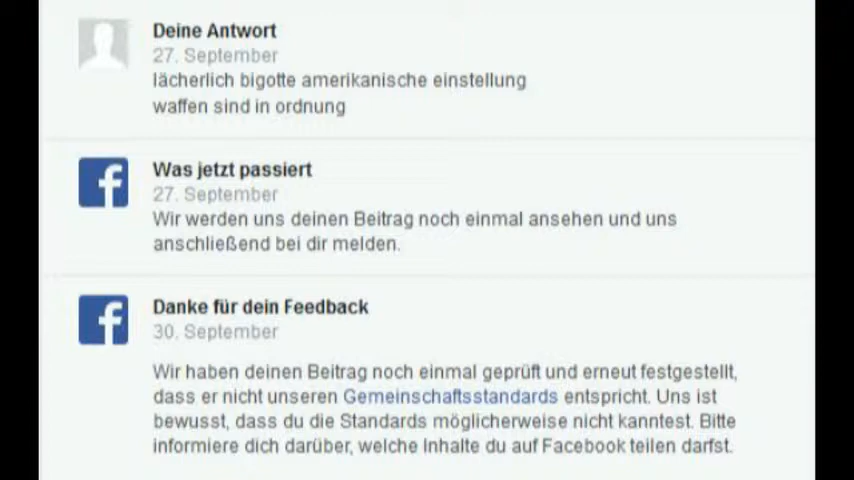 Deine Antwort
27. September
lächerlich bigotte amerikanische einstellung
waffen sind in ordnung
Was jetzt passiert
27. September
Wir werden uns deinen Beitrag noch einmal ansehen und uns
anschließend bei dir melden.
Danke für dein Feedback
30. September
Wir haben deinen Beitrag noch einmal geprüft und erneut festgestellt,
dass er nicht unseren Gemeinschaftsstandards entspricht. Uns ist
bewusst, dass du die Standards möglicherweise nicht kanntest. Bitte
informiere dich darüber, welche Inhalte du auf Facebook teilen darfst.